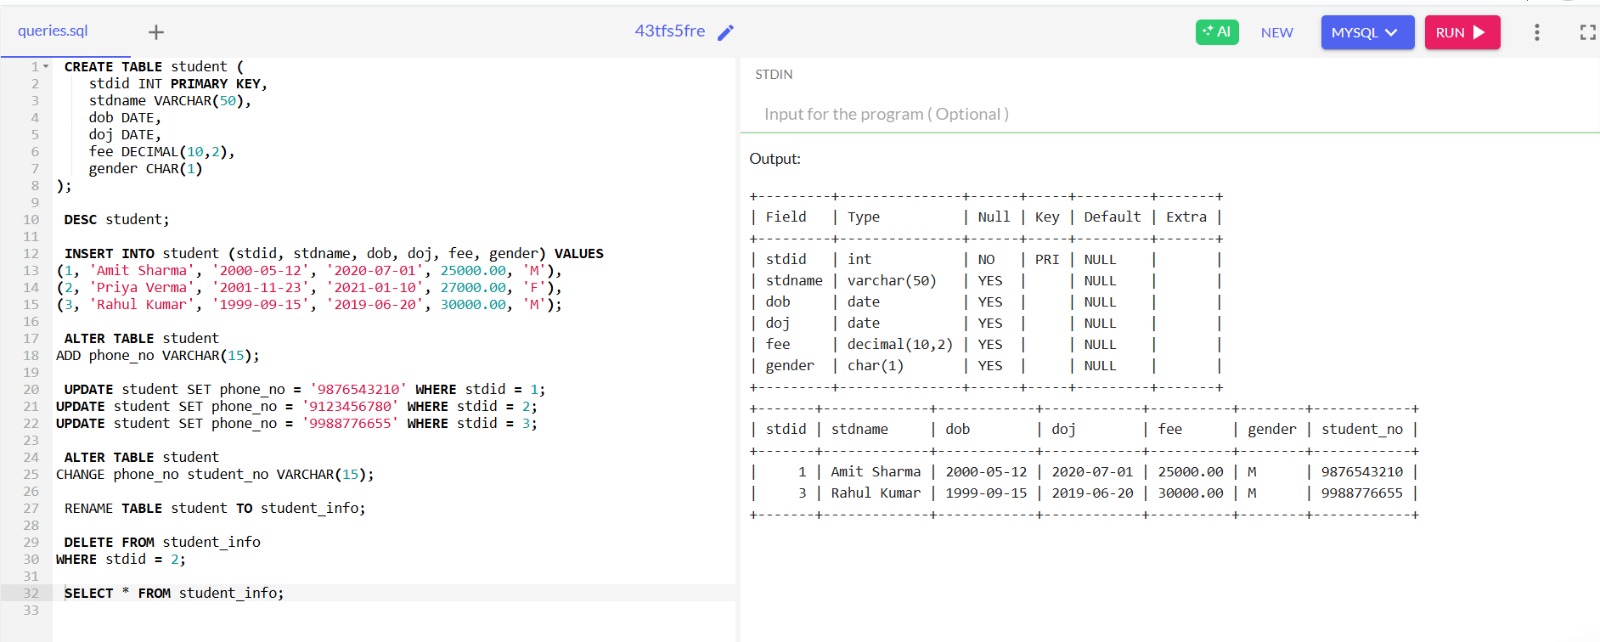 queries.sql
43tfs5fre
AI NEW MYSQL RUN
1 CREATE TABLE student (
2 stdid INT PRIMARY KEY,
3 stdname VARCHAR(50),
4 dob DATE,
5 doj DATE,
6 fee DECIMAL(10,2),
7 gender CHAR(1)
8 );
9
10 DESC student;
11
12 INSERT INTO student (stdid, stdname, dob, doj, fee, gender) VALUES
13 (1, 'Amit Sharma', '2000-05-12', '2020-07-01', 25000.00, 'M'),
14 (2, 'Priya Verma', '2001-11-23', '2021-01-10', 27000.00, 'F'),
15 (3, 'Rahul Kumar', '1999-09-15', '2019-06-20', 30000.00, 'M');
16
17 ALTER TABLE student
18 ADD phone_no VARCHAR(15);
19
20 UPDATE student SET phone_no = '9876543210' WHERE stdid = 1;
21 UPDATE student SET phone_no = '9123456780' WHERE stdid = 2;
22 UPDATE student SET phone_no = '9988776655' WHERE stdid = 3;
23
24 ALTER TABLE student
25 CHANGE phone_no student_no VARCHAR(15);
26
27 RENAME TABLE student TO student_info;
28
29 DELETE FROM student_info
30 WHERE stdid = 2;
31
32 SELECT * FROM student_info;
33
STDIN
Input for the program ( Optional )
Output:
+---------+---------------+------+-----+---------+-------+
| Field   | Type          | Null | Key | Default | Extra |
+---------+---------------+------+-----+---------+-------+
| stdid   | int           | NO   | PRI | NULL    |       |
| stdname | varchar(50)   | YES  |     | NULL    |       |
| dob     | date          | YES  |     | NULL    |       |
| doj     | date          | YES  |     | NULL    |       |
| fee     | decimal(10,2) | YES  |     | NULL    |       |
| gender  | char(1)       | YES  |     | NULL    |       |
+---------+---------------+------+-----+---------+-------+
+-------+-------------+------------+------------+----------+--------+------------+
| stdid | stdname     | dob        | doj        | fee      | gender | student_no |
+-------+-------------+------------+------------+----------+--------+------------+
|     1 | Amit Sharma | 2000-05-12 | 2020-07-01 | 25000.00 | M      | 9876543210 |
|     3 | Rahul Kumar | 1999-09-15 | 2019-06-20 | 30000.00 | M      | 9988776655 |
+-------+-------------+------------+------------+----------+--------+------------+